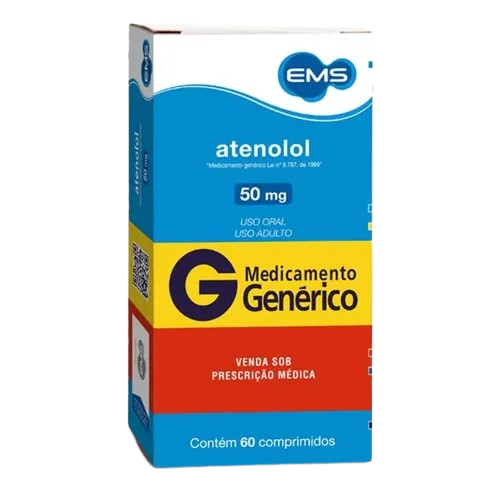 EMS
atenolol
"Medicamento genérico Lei nº 9.787, de 1999"
50 mg
USO ORAL
USO ADULTO
G Medicamento
Genérico
VENDA SOB
PRESCRIÇÃO MÉDICA
Contém 60 comprimidos
atenolol
50 mg